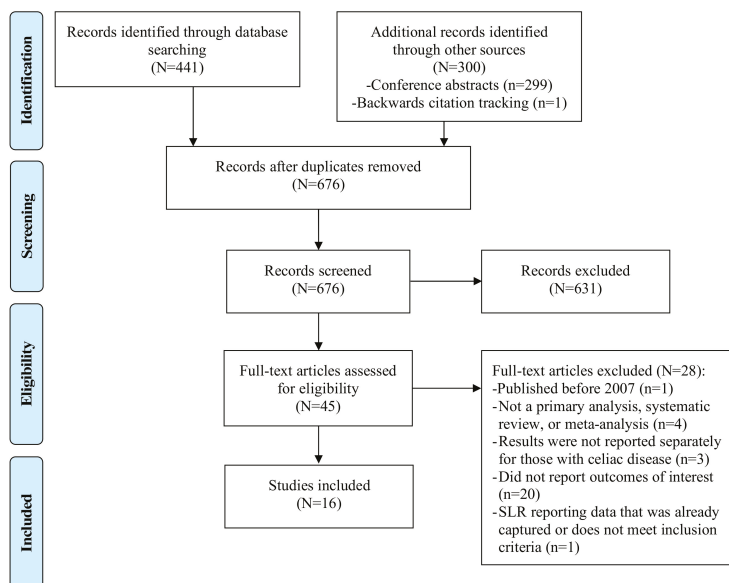 Identification
Records identified through database
searching
(N=441)
Additional records identified
through other sources
(N=300)
-Conference abstracts (n=299)
-Backwards citation tracking (n=1)
Records after duplicates removed
(N=676)
Screening
Records screened
(N=676)
Records excluded
(N=631)
Eligibility
Full-text articles assessed
for eligibility
(N=45)
Full-text articles excluded (N=28):
-Published before 2007 (n=1)
-Not a primary analysis, systematic
review, or meta-analysis (n=4)
-Results were not reported separately
for those with celiac disease (n=3)
-Did not report outcomes of interest
(n=20)
-SLR reporting data that was already
captured or does not meet inclusion
criteria (n=1)
Included
Studies included
(N=16)